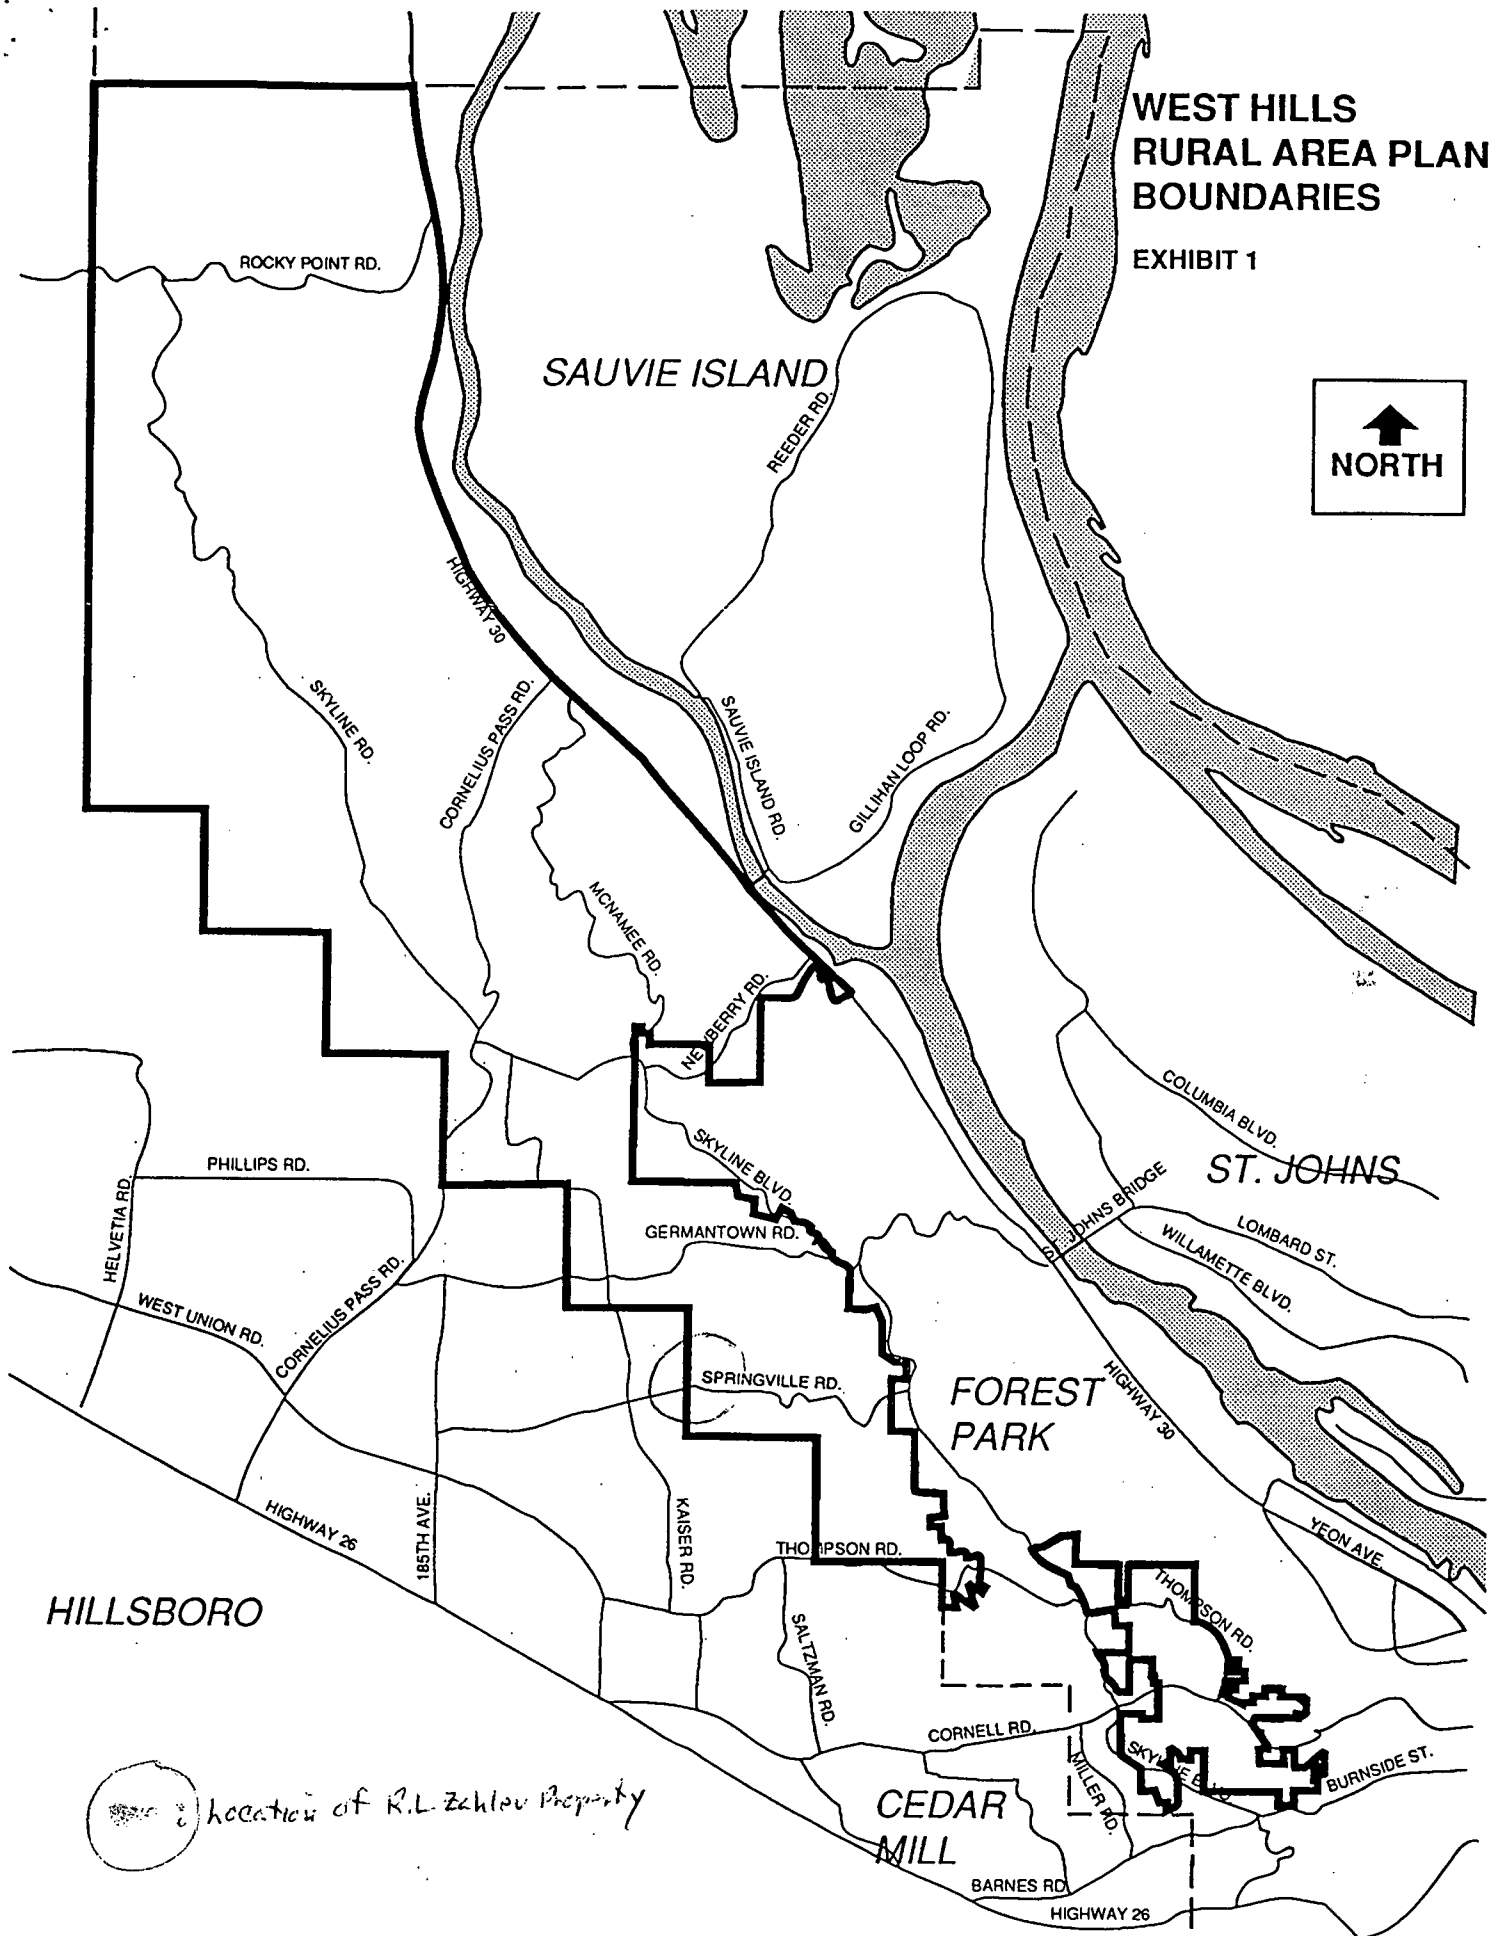 WEST HILLS
RURAL AREA PLAN
BOUNDARIES
EXHIBIT 1
ROCKY POINT RD.
SAUVIE ISLAND
REEDER RD.
NORTH
HIGHWAY 30
SKYLINE RD.
CORNELIUS PASS RD.
SAUVIE ISLAND RD.
GILLIHAN LOOP RD.
MCNAMEE RD.
NEWBERRY RD.
COLUMBIA BLVD.
ST. JOHNS
ST. JOHNS BRIDGE
SKYLINE BLVD.
PHILLIPS RD.
HELVETIA RD.
GERMANTOWN RD.
LOMBARD ST.
WILLAMETTE BLVD.
WEST UNION RD.
CORNELIUS PASS RD.
SPRINGVILLE RD.
FOREST
PARK
HIGHWAY 30
HIGHWAY 26
185TH AVE.
KAISER RD.
THOMPSON RD.
YEON AVE.
THOMPSON RD.
HILLSBORO
SALTZMAN RD.
CORNELL RD.
MILLER RD.
SKYLINE BLVD.
BURNSIDE ST.
CEDAR
MILL
Location of R.L. Zahler Property
BARNES RD.
HIGHWAY 26